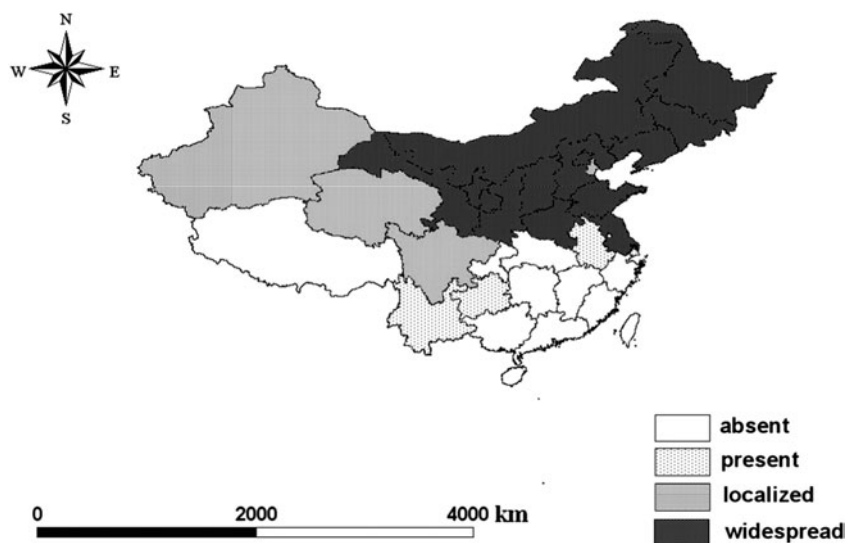 N
W E
S
absent
present
localized
widespread
0 2000 4000 km